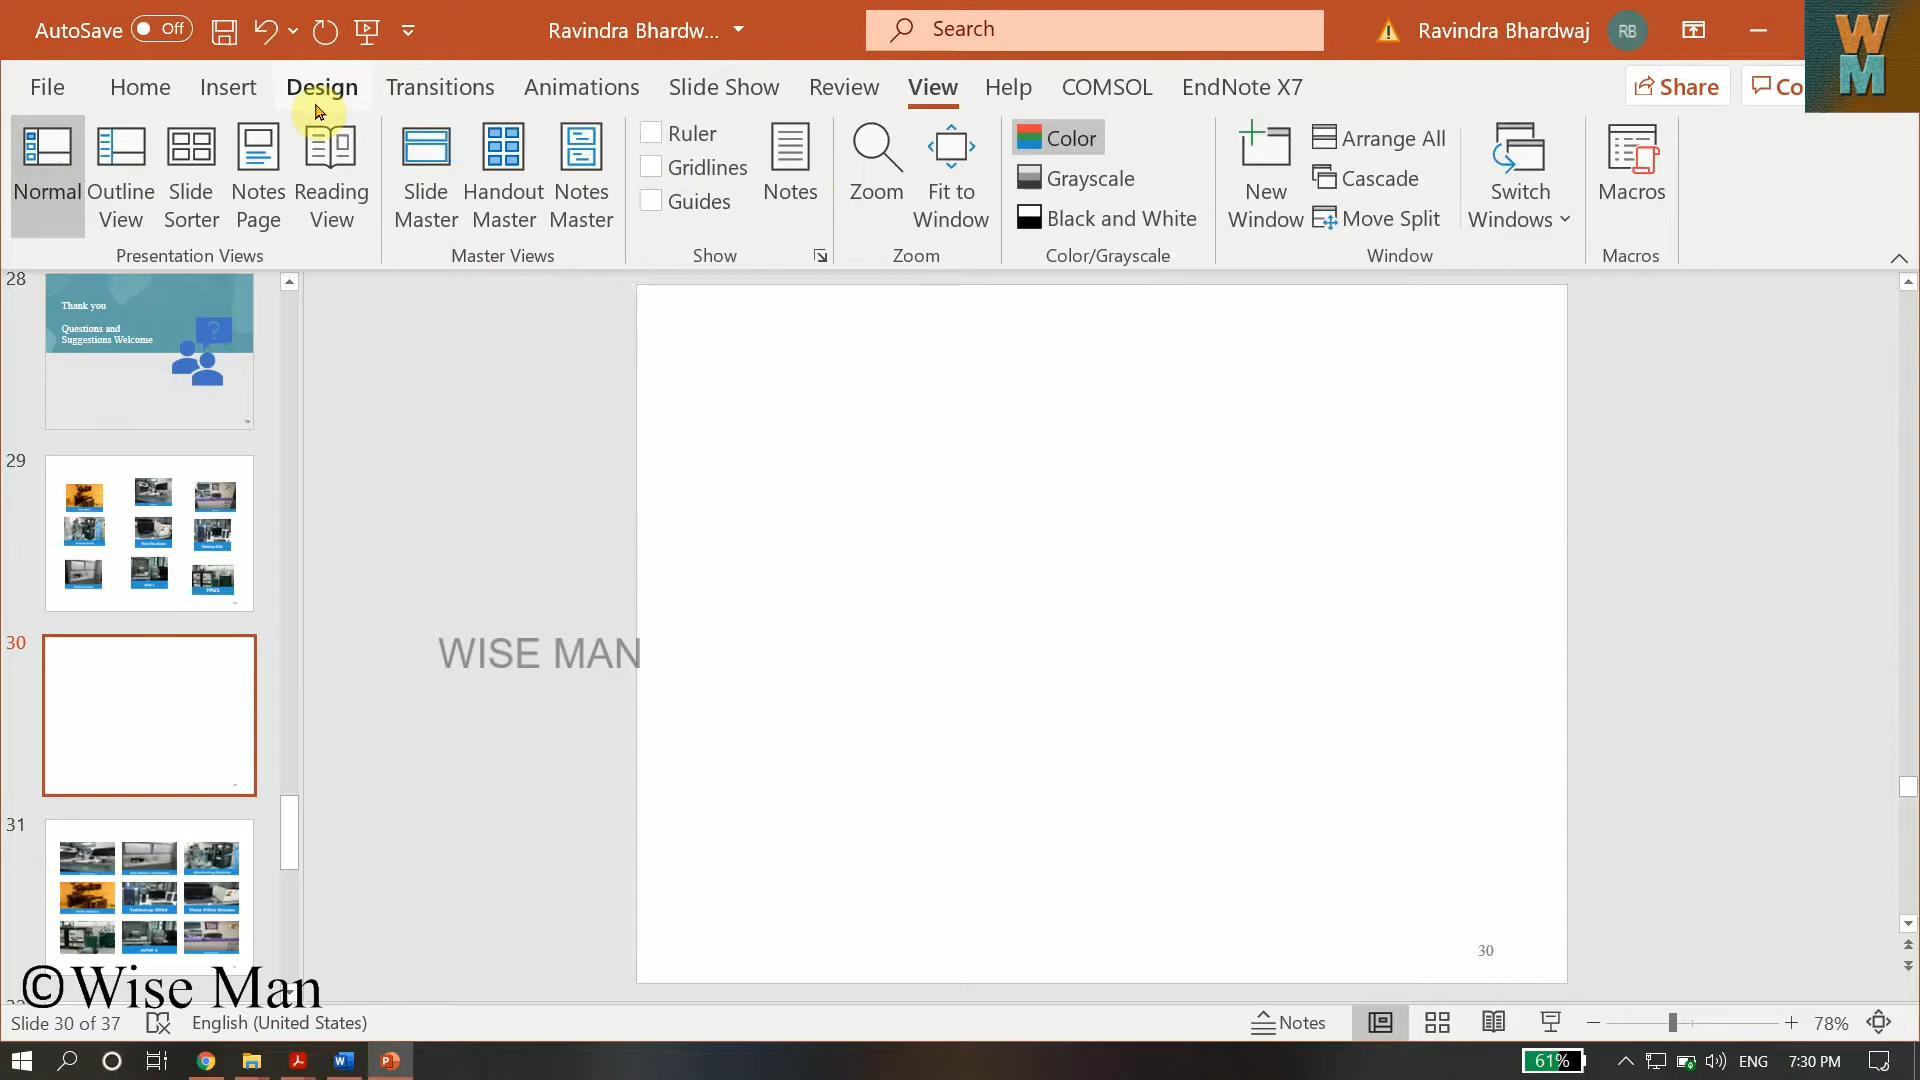 AutoSave Off
Ravindra Bhardw...
Search
Ravindra Bhardwaj RB
WM
File Home Insert Design Transitions Animations Slide Show Review View Help COMSOL EndNote X7 Share Co
Normal
Outline View
Slide Sorter
Notes Page
Reading View
Presentation Views
Slide Master
Handout Master
Notes Master
Master Views
Ruler
Gridlines
Guides
Notes
Show
Zoom
Fit to Window
Zoom
Color
Grayscale
Black and White
Color/Grayscale
New Window
Arrange All
Cascade
Move Split
Switch Windows
Window
Macros
Macros
28
Thank you
Questions and
Suggestions Welcome
?
29
30
31
WISE MAN
30
©Wise Man
Slide 30 of 37 English (United States) Notes 78%
61% ENG 7:30 PM